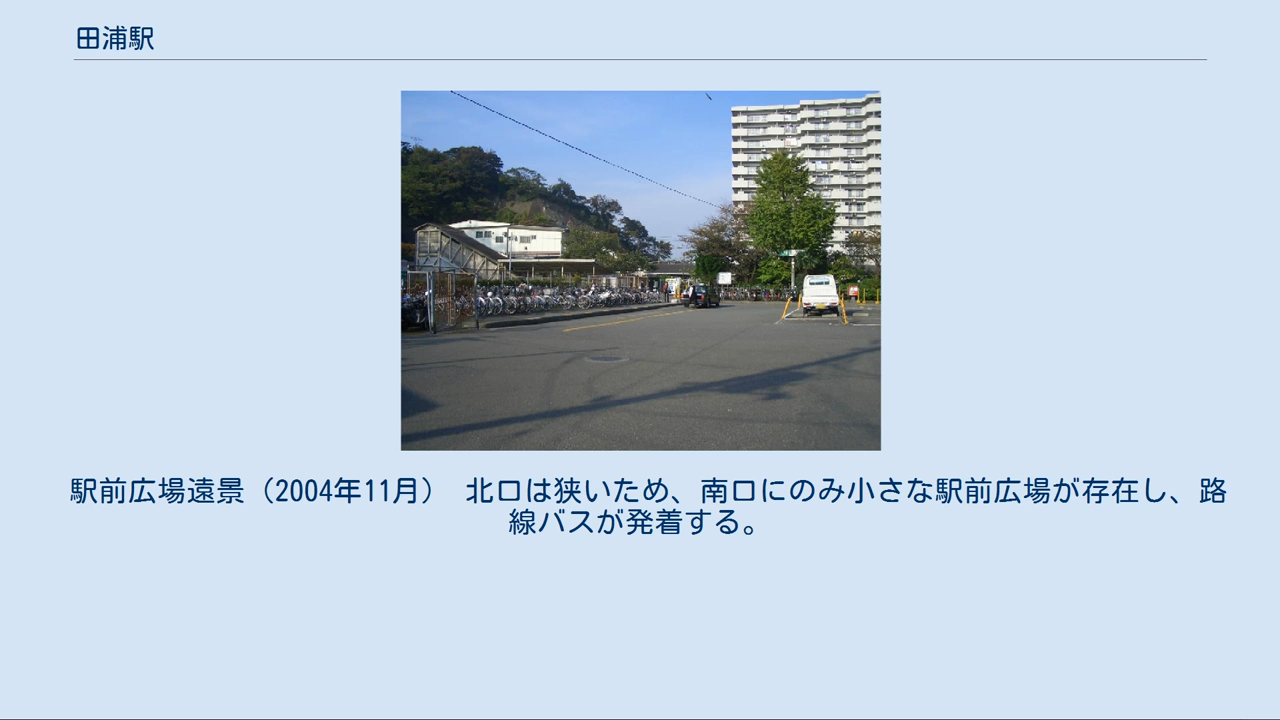 田浦駅
駅前広場遠景（2004年11月）　北口は狭いため、南口にのみ小さな駅前広場が存在し、路
線バスが発着する。